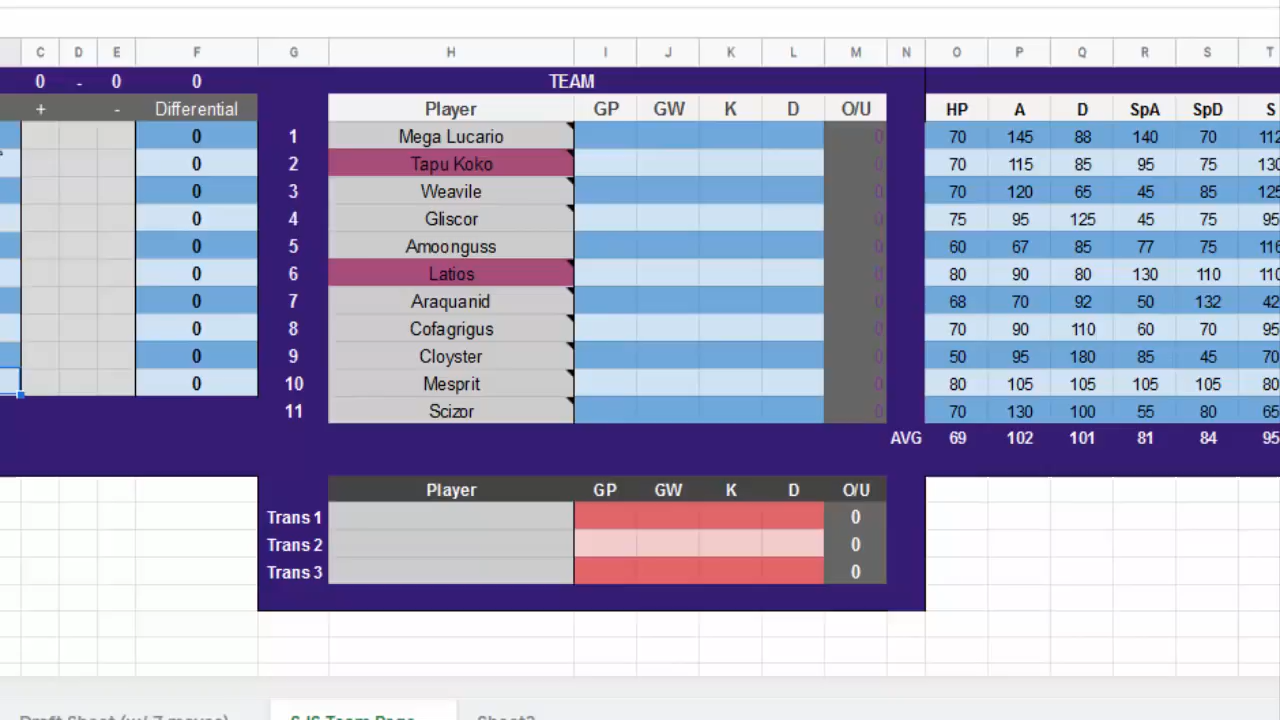 C D E F G H I J K L M N O P Q R S T
0 - 0 0 TEAM
+ - Differential Player GP GW K D O/U HP A D SpA SpD S
0 1 Mega Lucario 0 70 145 88 140 70 112
0 2 Tapu Koko 0 70 115 85 95 75 130
0 3 Weavile 0 70 120 65 45 85 125
0 4 Gliscor 0 75 95 125 45 75 95
0 5 Amoonguss 0 60 67 85 77 75 116
0 6 Latios 0 80 90 80 130 110 110
0 7 Araquanid 0 68 70 92 50 132 42
0 8 Cofagrigus 0 70 90 110 60 70 95
0 9 Cloyster 0 50 95 180 85 45 70
0 10 Mesprit 0 80 105 105 105 105 80
11 Scizor 0 70 130 100 55 80 65
AVG 69 102 101 81 84 95
Player GP GW K D O/U
Trans 1 0
Trans 2 0
Trans 3 0
Draft Sheet (w/ Z moves) SJS Team Page Sheet3